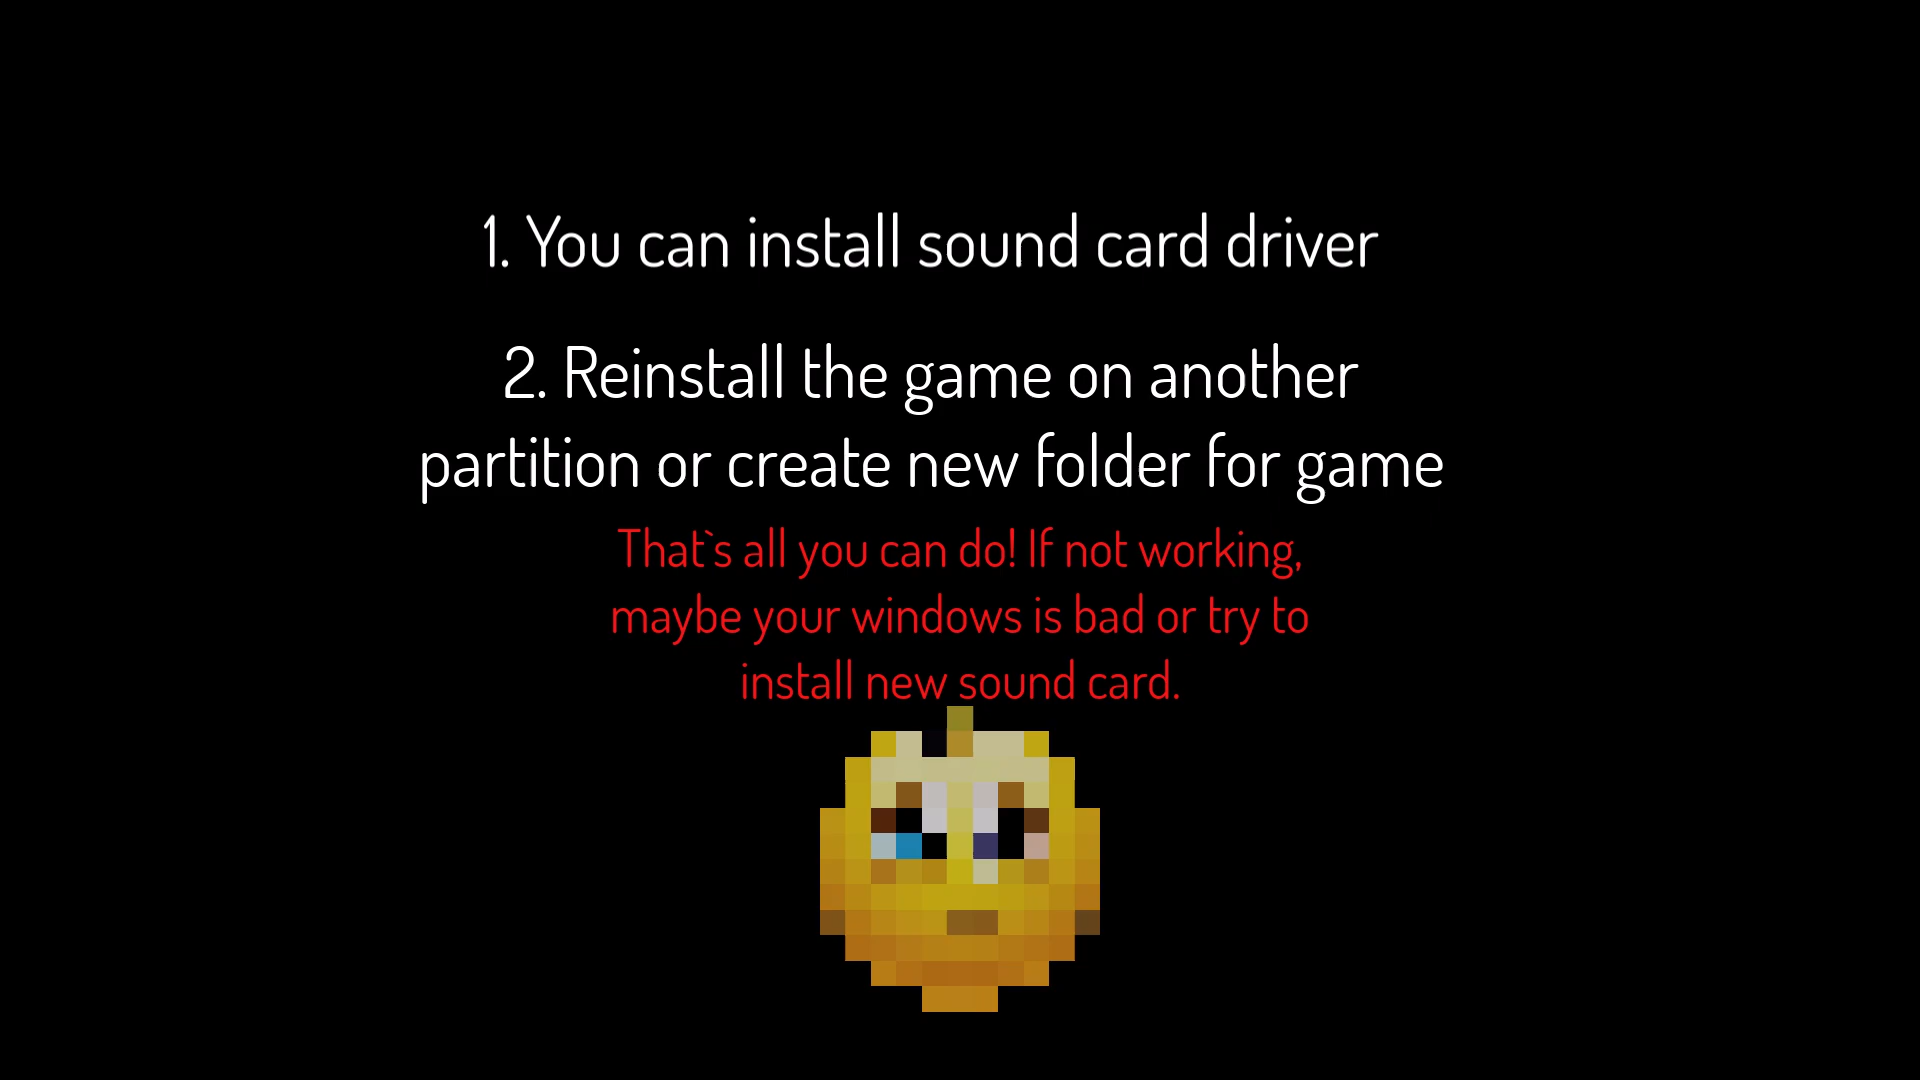 1. You can install sound card driver
2. Reinstall the game on another
partition or create new folder for game
That`s all you can do! If not working,
maybe your windows is bad or try to
install new sound card.